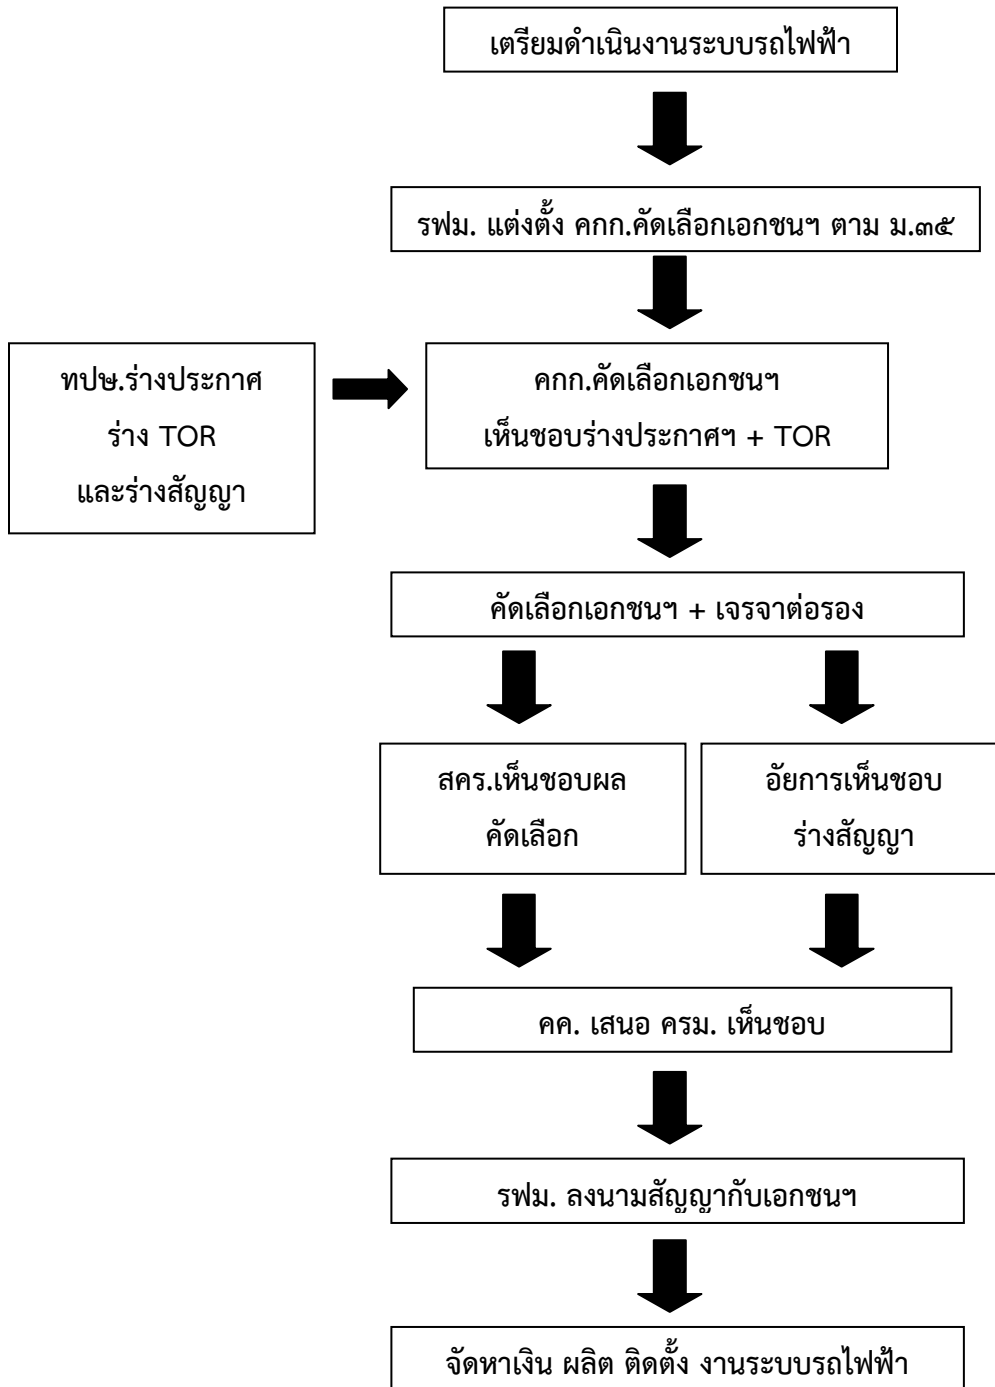 เตรียมดำเนินงานระบบรถไฟฟ้า
รฟม. แต่งตั้ง คกก.คัดเลือกเอกชนฯ ตาม ม.๓๕
ทปษ.ร่างประกาศ
ร่าง TOR
และร่างสัญญา
คกก.คัดเลือกเอกชนฯ
เห็นชอบร่างประกาศฯ + TOR
คัดเลือกเอกชนฯ + เจรจาต่อรอง
สคร.เห็นชอบผล
คัดเลือก
อัยการเห็นชอบ
ร่างสัญญา
คค. เสนอ ครม. เห็นชอบ
รฟม. ลงนามสัญญากับเอกชนฯ
จัดหาเงิน ผลิต ติดตั้ง งานระบบรถไฟฟ้า